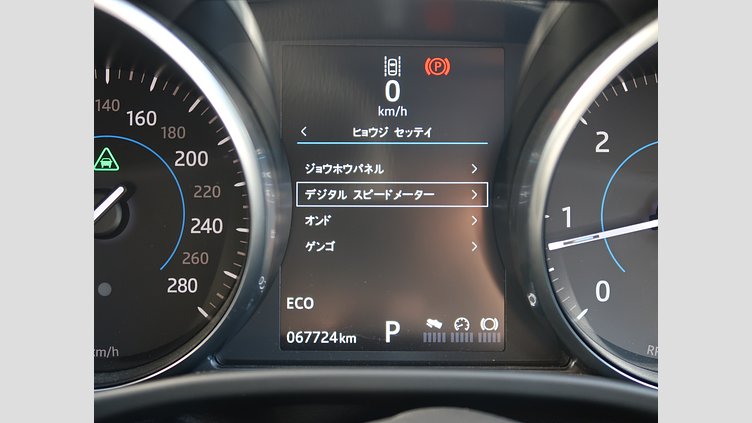 0
km/h
ヒョウジ セッテイ
ジョウホウパネル
デジタル スピードメーター
オンド
ゲンゴ
ECO
067724 km
P
140
160
180
200
220
240
260
280
km/h
2
1
0